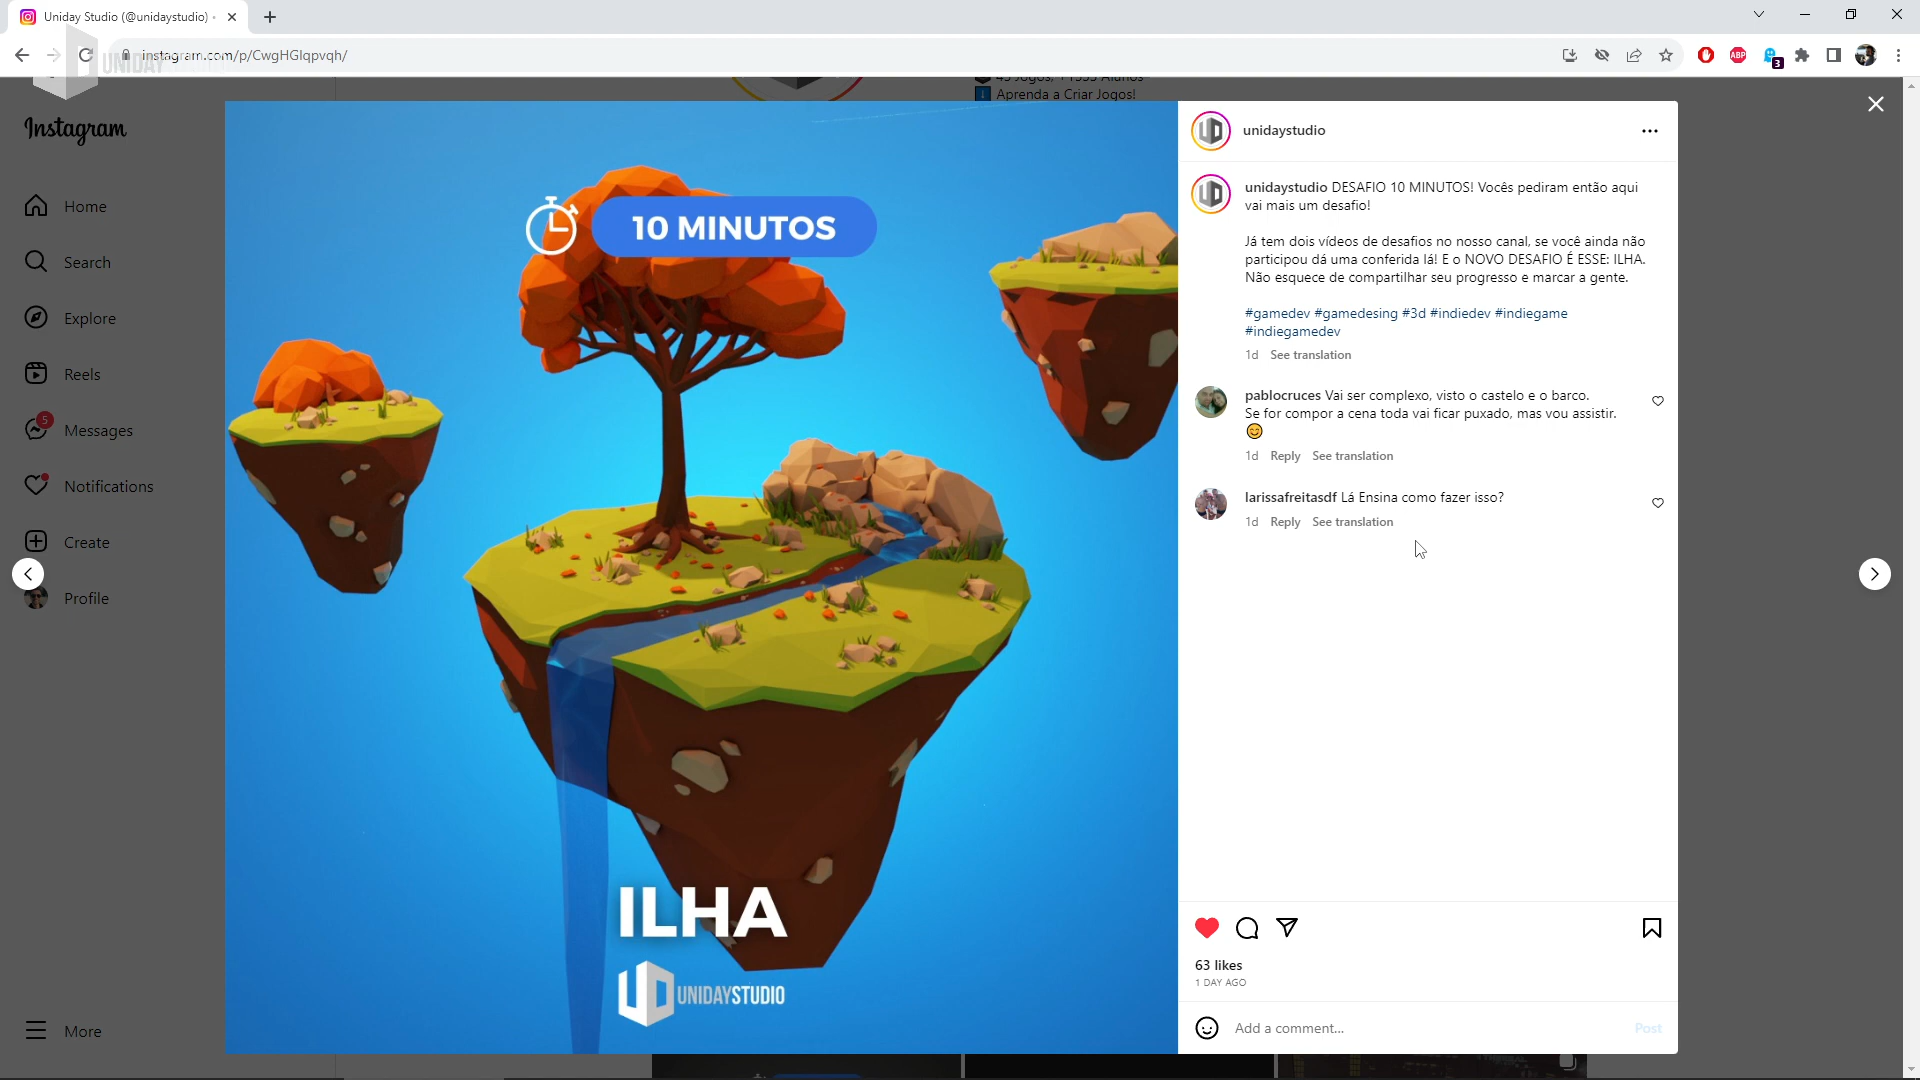 Uniday Studio (@unidaystudio) •
instagram.com/p/CwgHGlqpvqh/
ABP
3
UNIDAY
Aprenda a Criar Jogos!
Instagram
Home
Search
Explore
Reels
5
Messages
Notifications
Create
Profile
More
10 MINUTOS
ILHA
UNIDAYSTUDIO
unidaystudio
unidaystudio DESAFIO 10 MINUTOS! Vocês pediram então aqui
vai mais um desafio!
Já tem dois vídeos de desafios no nosso canal, se você ainda não
participou dá uma conferida lá! E o NOVO DESAFIO É ESSE: ILHA.
Não esquece de compartilhar seu progresso e marcar a gente.
#gamedev #gamedesing #3d #indiedev #indiegame
#indiegamedev
1d See translation
pablocruces Vai ser complexo, visto o castelo e o barco.
Se for compor a cena toda vai ficar puxado, mas vou assistir.
😊
1d Reply See translation
larissafreitasdf Lá Ensina como fazer isso?
1d Reply See translation
63 likes
1 DAY AGO
Add a comment...
Post